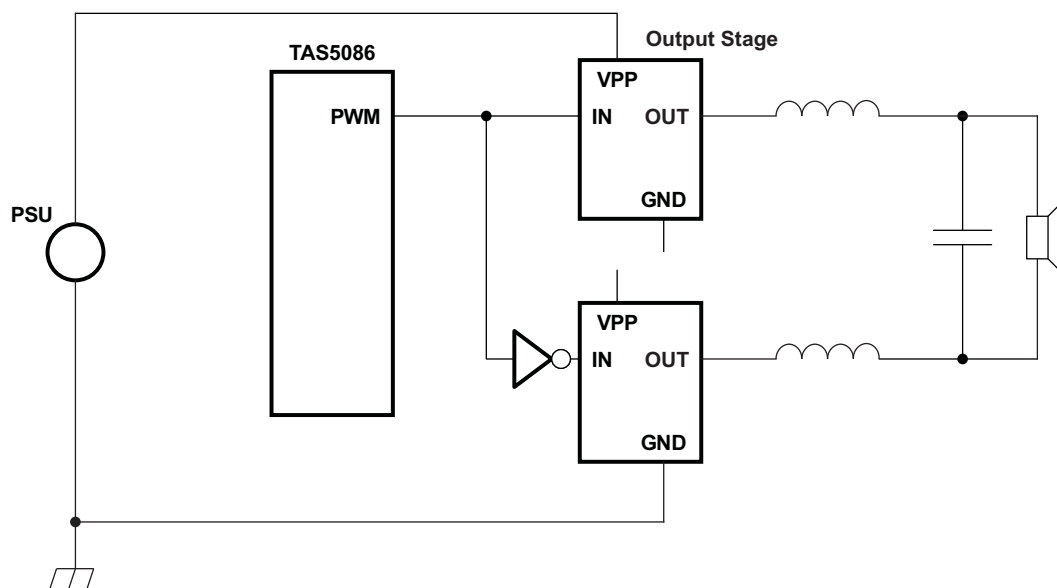 Output Stage
TAS5086
VPP
PWM
IN OUT
GND
PSU
VPP
IN OUT
GND